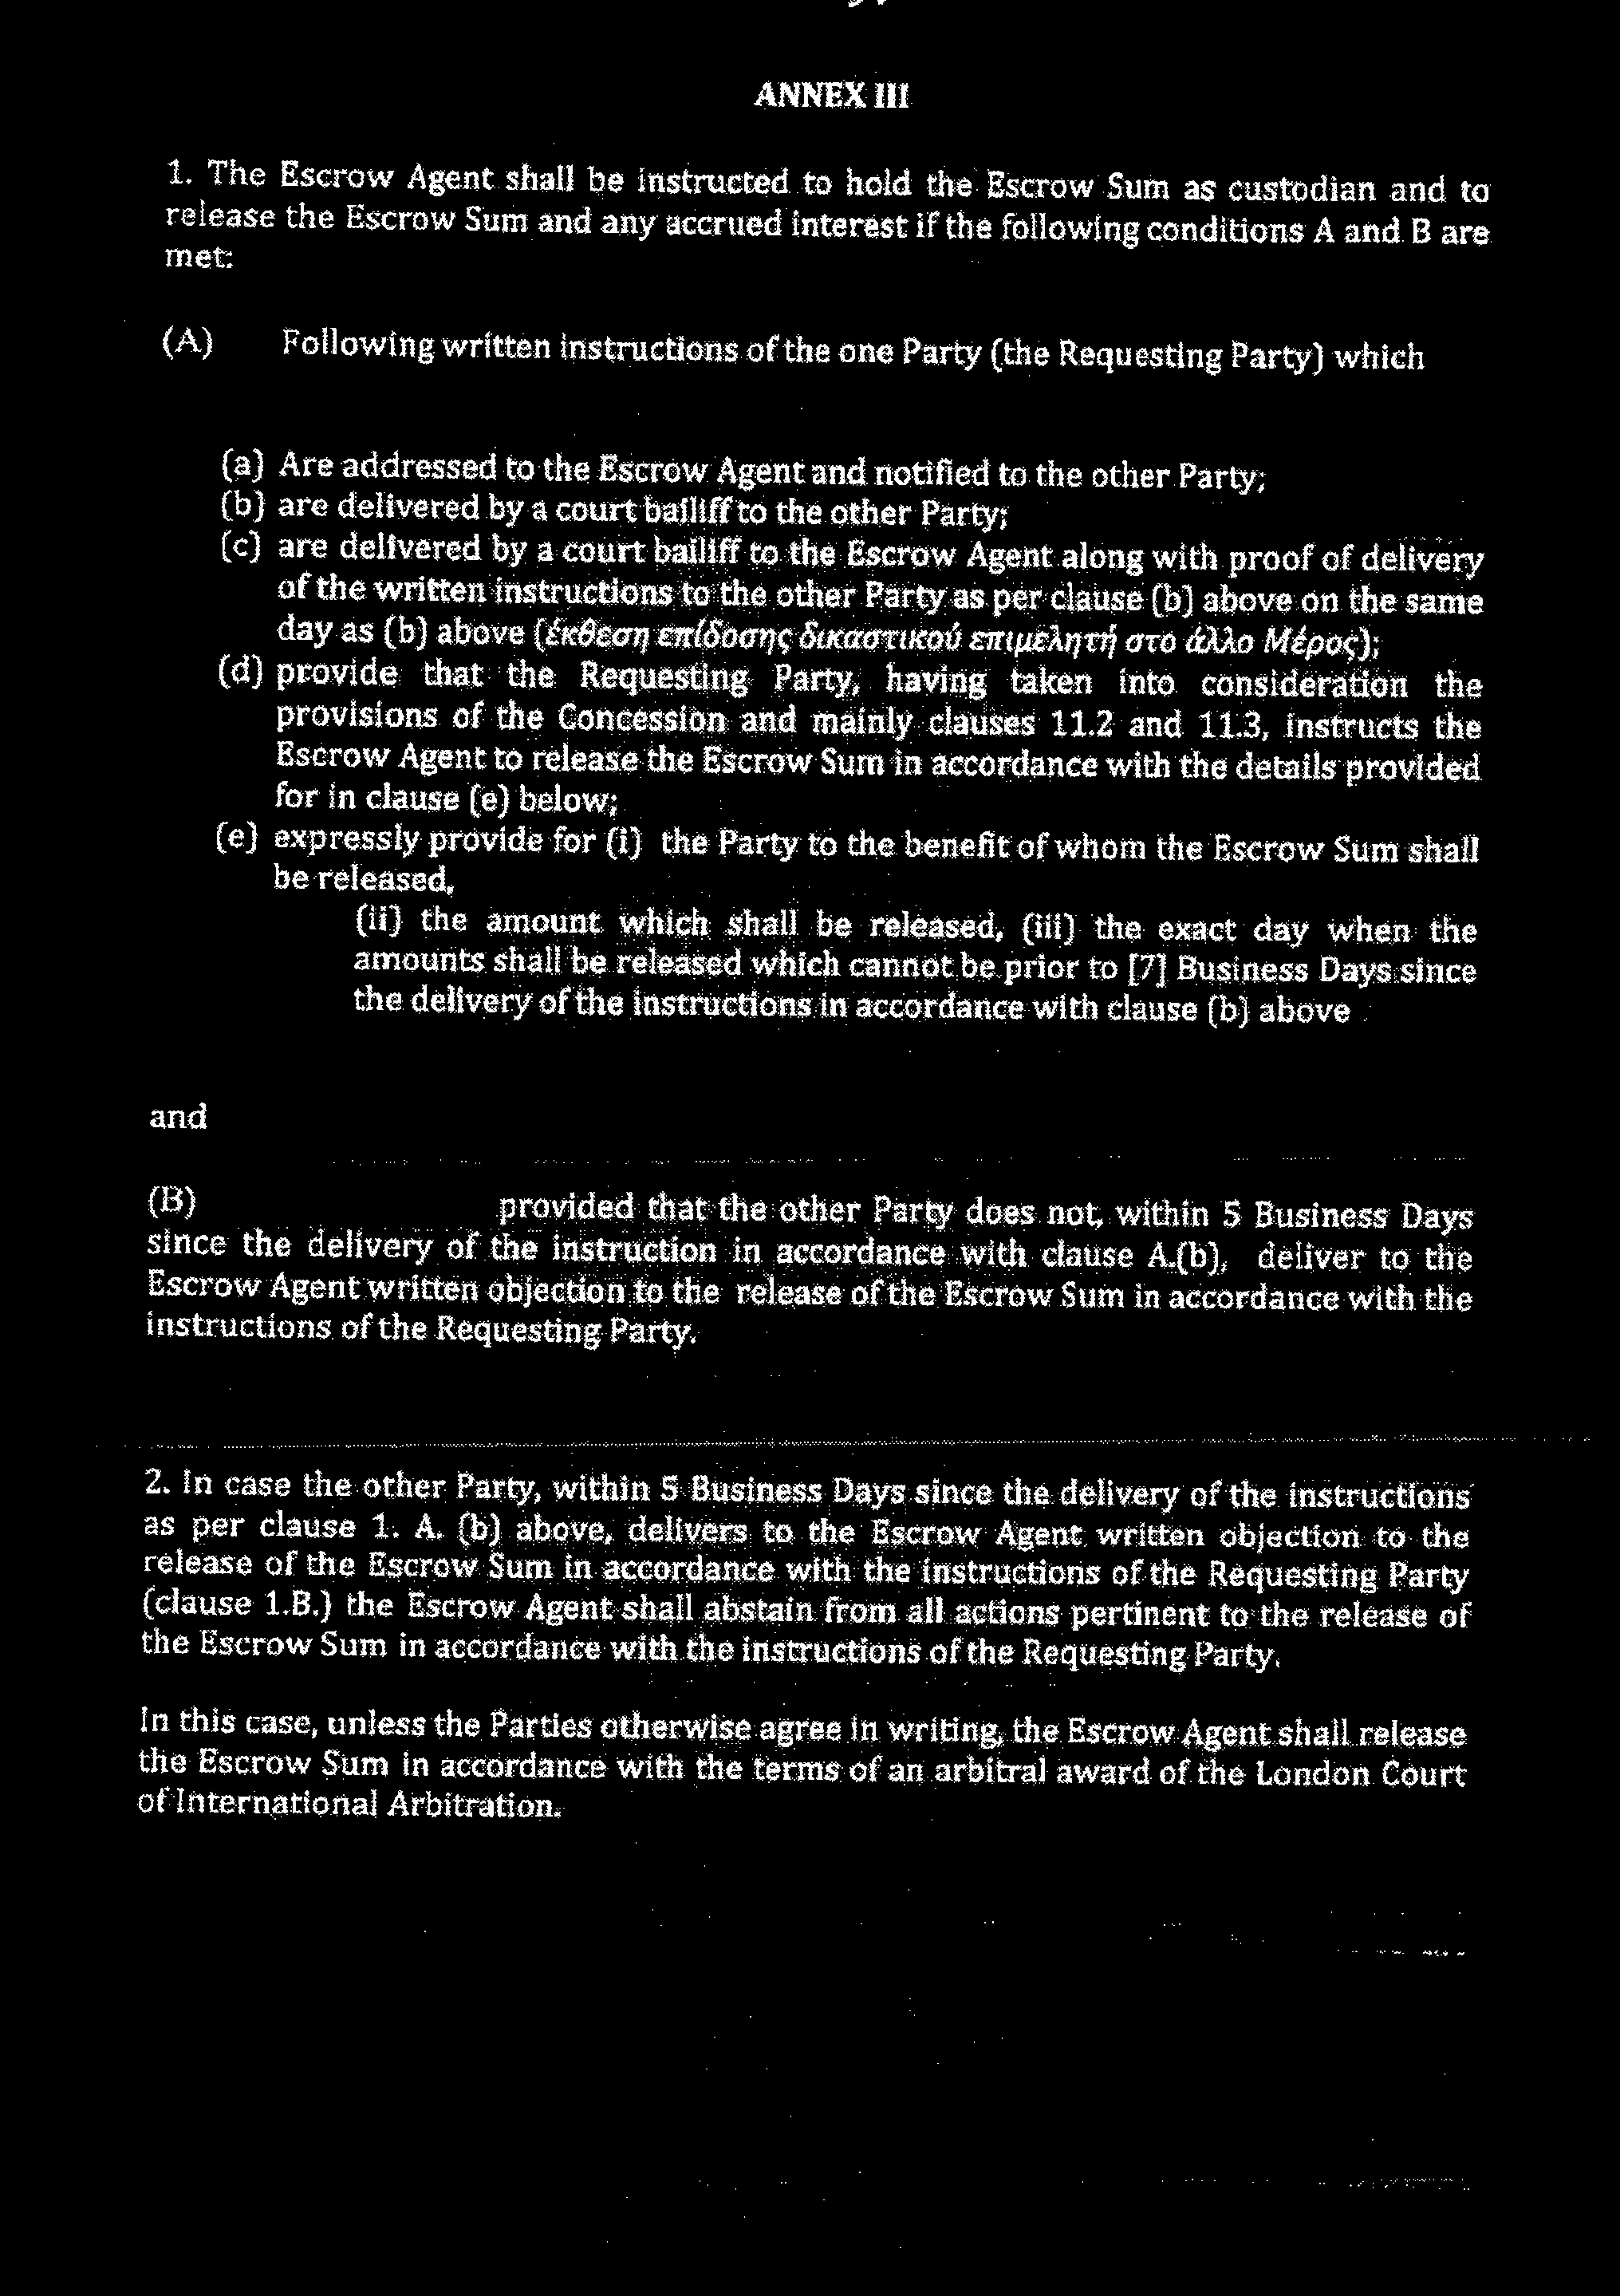 ANNEX III
1. The Escrow Agent shall be instructed to hold the Escrow Sum as custodian and to
release the Escrow Sum and any accrued interest if the following conditions A and B are
met:
(A) Following written instructions of the one Party (the Requesting Party) which
(a) Are addressed to the Escrow Agent and notified to the other Party;
(b) are delivered by a court bailiff to the other Party;
(c) are delivered by a court bailiff to the Escrow Agent along with proof of delivery
of the written instructions to the other Party as per clause (b) above on the same
day as (b) above (έκθεση επίδοσης δικαστικού επιμελητή στο άλλο Μέρος);
(d) provide that the Requesting Party, having taken into consideration the
provisions of the Concession and mainly clauses 11.2 and 11.3, instructs the
Escrow Agent to release the Escrow Sum in accordance with the details provided
for in clause (e) below;
(e) expressly provide for (i) the Party to the benefit of whom the Escrow Sum shall
be released,
(ii) the amount which shall be released, (iii) the exact day when the
amounts shall be released which cannot be prior to [7] Business Days since
the delivery of the instructions in accordance with clause (b) above
and
(B) provided that the other Party does not, within 5 Business Days
since the delivery of the instruction in accordance with clause A.(b), deliver to the
Escrow Agent written objection to the release of the Escrow Sum in accordance with the
instructions of the Requesting Party.
2. In case the other Party, within 5 Business Days since the delivery of the instructions
as per clause 1. A. (b) above, delivers to the Escrow Agent written objection to the
release of the Escrow Sum in accordance with the instructions of the Requesting Party
(clause 1.B.) the Escrow Agent shall abstain from all actions pertinent to the release of
the Escrow Sum in accordance with the instructions of the Requesting Party.
In this case, unless the Parties otherwise agree in writing, the Escrow Agent shall release
the Escrow Sum in accordance with the terms of an arbitral award of the London Court
of International Arbitration.